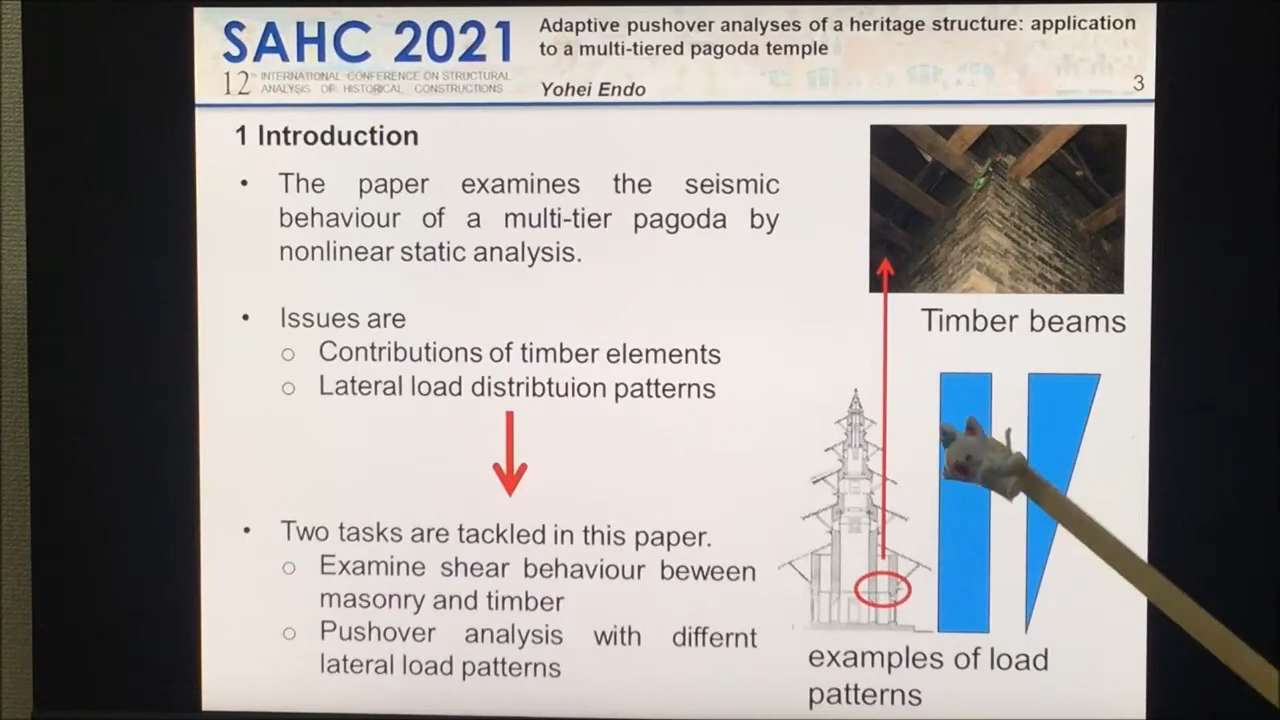 SAHC 2021
12th INTERNATIONAL CONFERENCE ON STRUCTURAL
ANALYSIS OF HISTORICAL CONSTRUCTIONS
Adaptive pushover analyses of a heritage structure: application
to a multi-tiered pagoda temple
Yohei Endo
3
1 Introduction
• The paper examines the seismic
behaviour of a multi-tier pagoda by
nonlinear static analysis.
• Issues are
○ Contributions of timber elements
○ Lateral load distribtuion patterns
• Two tasks are tackled in this paper.
○ Examine shear behaviour beween
masonry and timber
○ Pushover analysis with differnt
lateral load patterns
Timber beams
examples of load
patterns